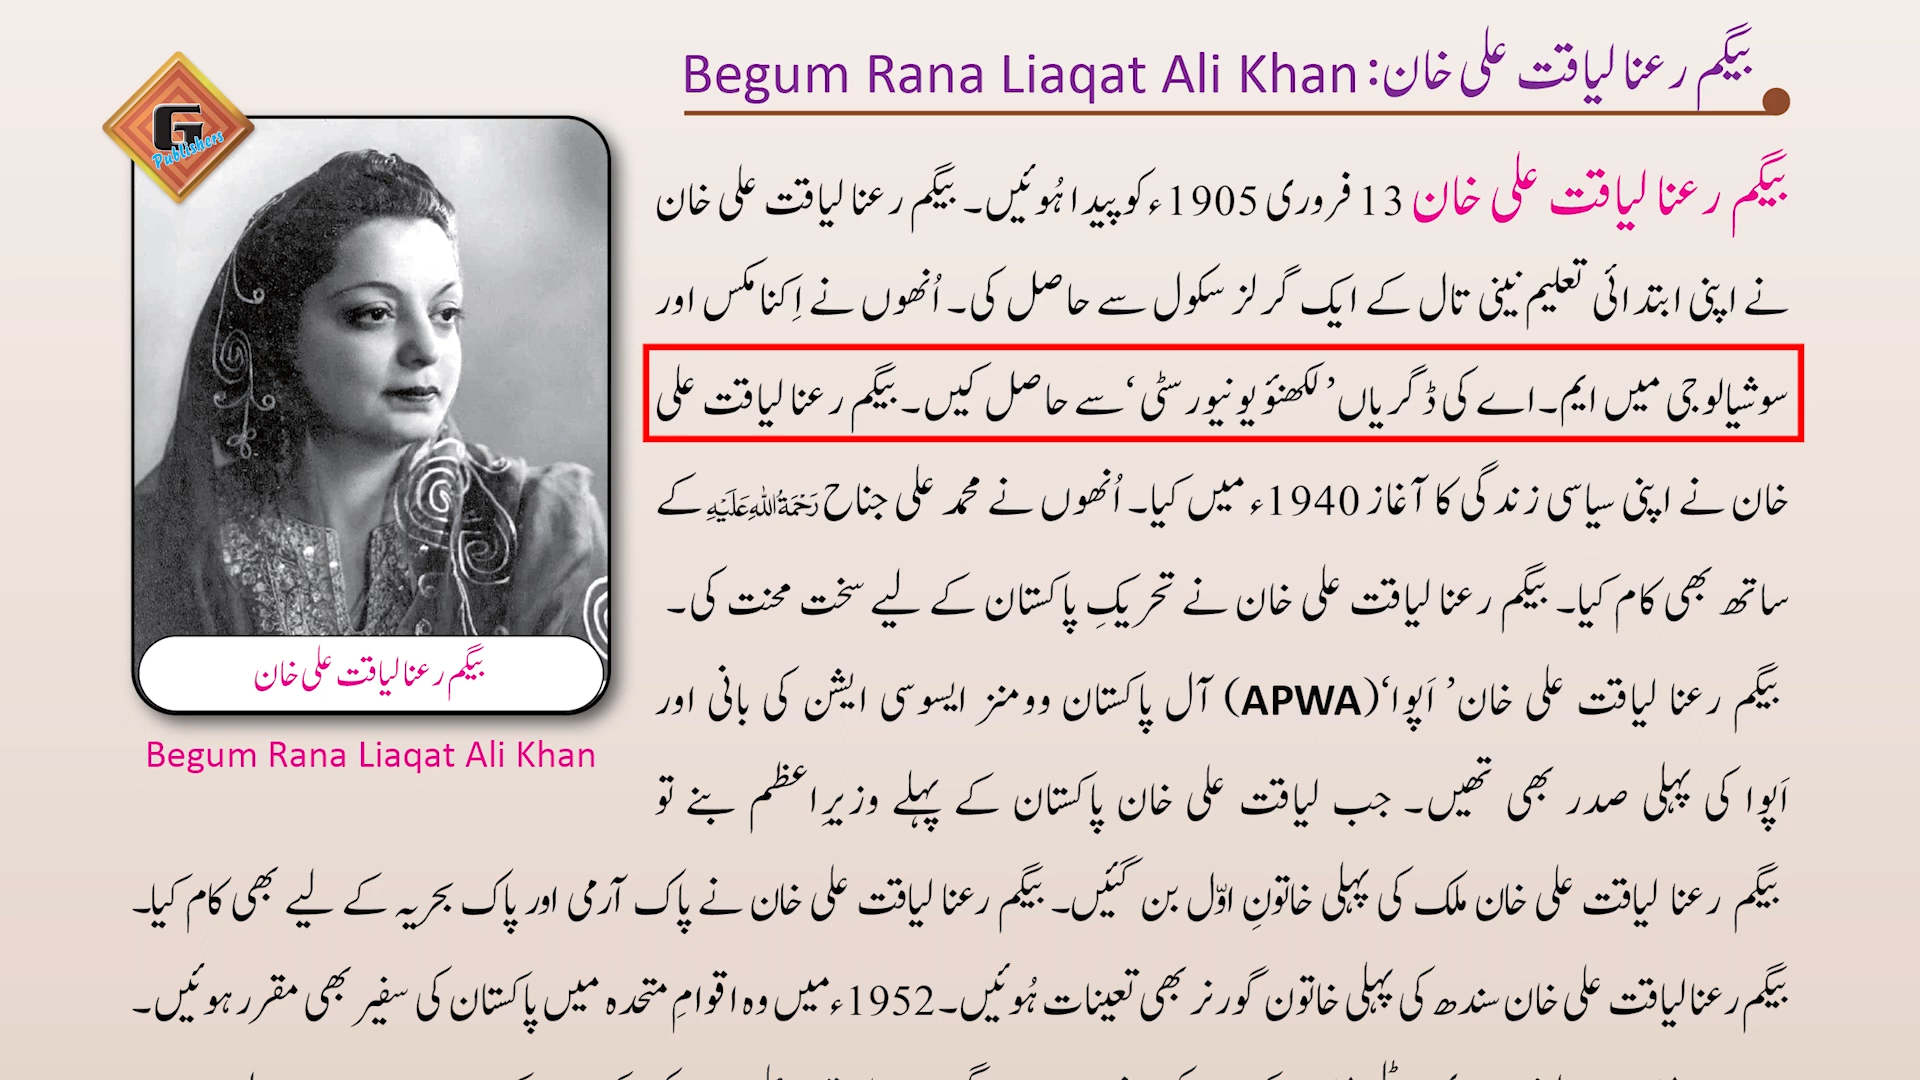 بیگم رعنا لیاقت علی خان: Begum Rana Liaqat Ali Khan
G
Publishers
بیگم رعنا لیاقت علی خان 13 فروری 1905ء کو پیدا ہُوئیں۔ بیگم رعنا لیاقت علی خان
نے اپنی ابتدائی تعلیم نینی تال کے ایک گرلز سکول سے حاصل کی۔ اُنھوں نے اِکنامکس اور
سوشیالوجی میں ایم۔اے کی ڈگریاں ’لکھنؤ یونیورسٹی‘ سے حاصل کیں۔ بیگم رعنا لیاقت علی
خان نے اپنی سیاسی زندگی کا آغاز 1940ء میں کیا۔ اُنھوں نے محمد علی جناح رَحْمَۃُاللہِ عَلَیْہِ کے
ساتھ بھی کام کیا۔ بیگم رعنا لیاقت علی خان نے تحریکِ پاکستان کے لیے سخت محنت کی۔
بیگم رعنا لیاقت علی خان ’اَپوا‘ (APWA) آل پاکستان وومنز ایسوسی ایشن کی بانی اور
اَپوا کی پہلی صدر بھی تھیں۔ جب لیاقت علی خان پاکستان کے پہلے وزیرِاعظم بنے تو
بیگم رعنا لیاقت علی خان ملک کی پہلی خاتونِ اوّل بن گئیں۔ بیگم رعنا لیاقت علی خان نے پاک آرمی اور پاک بحریہ کے لیے بھی کام کیا۔
بیگم رعنا لیاقت علی خان سندھ کی پہلی خاتون گورنر بھی تعینات ہُوئیں۔ 1952ء میں وہ اقوامِ متحدہ میں پاکستان کی سفیر بھی مقرر ہوئیں۔
بیگم رعنا لیاقت علی خان
Begum Rana Liaqat Ali Khan